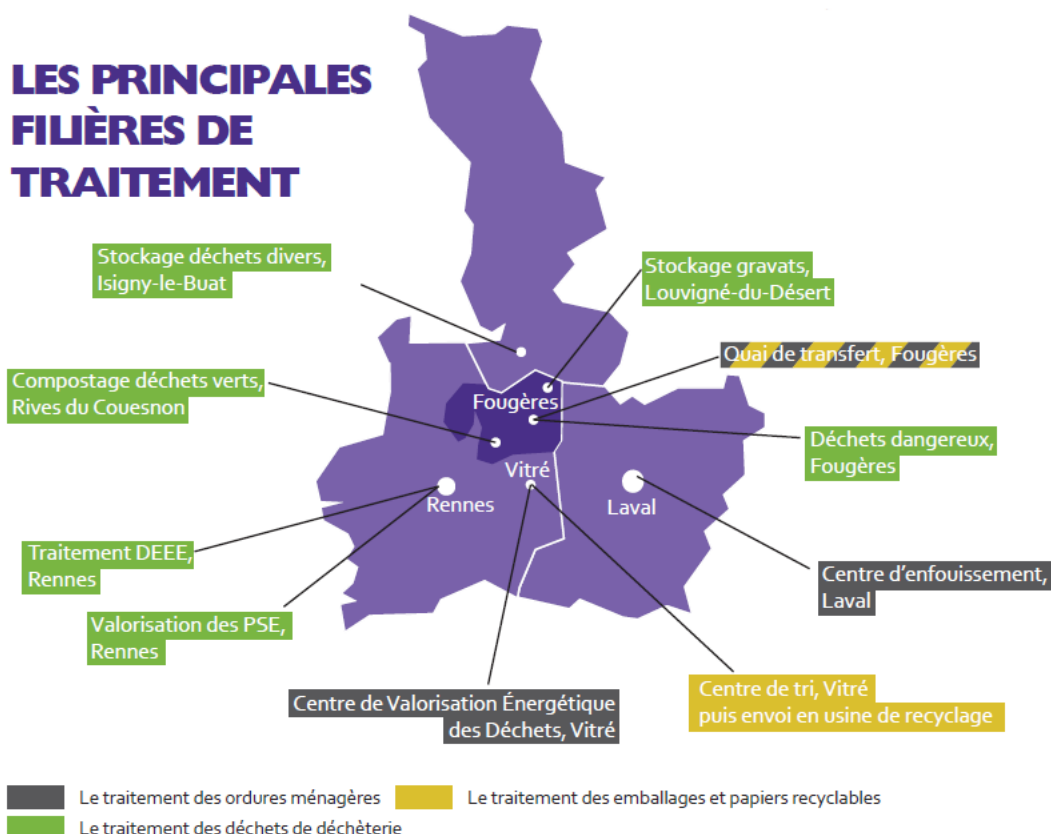 LES PRINCIPALES
FILIÈRES DE
TRAITEMENT
Stockage déchets divers,
Isigny-le-Buat
Stockage gravats,
Louvigné-du-Désert
Quai de transfert, Fougères
Compostage déchets verts,
Rives du Couesnon
Fougères
Déchets dangereux,
Fougères
Vitré
Rennes
Laval
Traitement DEEE,
Rennes
Centre d'enfouissement,
Laval
Valorisation des PSE,
Rennes
Centre de Valorisation Énergétique
des Déchets, Vitré
Centre de tri, Vitré
puis envoi en usine de recyclage
Le traitement des ordures ménagères
Le traitement des emballages et papiers recyclables
Le traitement des déchets de déchèterie